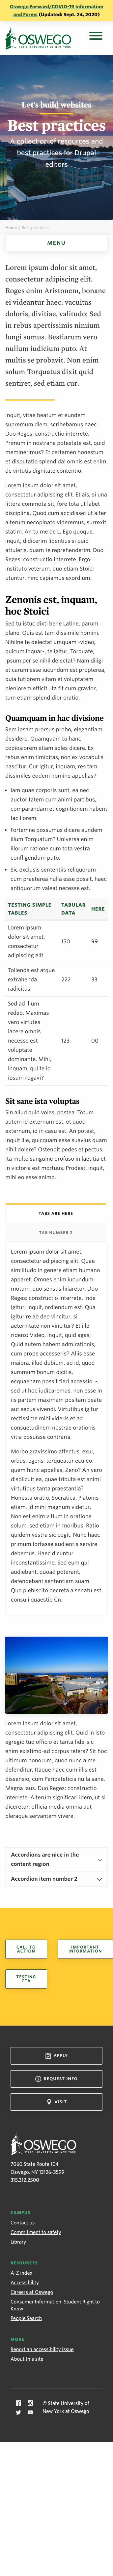 Oswego Forward/COVID-19 information
and Forms (Updated: Sept. 24, 2020)
OSWEGO
STATE UNIVERSITY OF NEW YORK
Let's build websites
Best practices
A collection of resources and
best practices for Drupal
editors
Home / Best practices
MENU
Lorem ipsum dolor sit amet,
consectetur adipiscing elit.
Ergo enim Aristonem, bonane
ei videantur haec: vacuitas
doloris, divitiae, valitudo; Sed
id re rebus apertissimis nimium
longi sumus. Bestiarum vero
nullum iudicium puto. Aut
multis se probavit. Non enim
solum Torquatus dixit quid
sentiret, sed etiam cur.
Inquit, vitae beatum et eundem
supremum diem, scribebamus haec.
Duo Reges: constructio interrete.
Primum in nostrane potestate est, quid
meminerimus? Et certamen honestum
et disputatio splendida! omnis est enim
de virtutis dignitate contentio.
Lorem ipsum dolor sit amet,
consectetur adipiscing elit. Et ais, si una
littera commota sit, fore tota ut labet
disciplina. Quod cum accidisset ut alter
alterum necopinato videremus, surrexit
statim. An tu me de L. Ego quoque,
inquit, didicerim libentius si quid
attuleris, quam te reprehenderim. Duo
Reges: constructio interrete. Ergo
instituto veterum, quo etiam Stoici
utuntur, hinc capiamus exordium.
Zenonis est, inquam,
hoc Stoici
Sed tu istuc dixti bene Latine, parum
plane. Quis est tam dissimile homini.
Nihilne te delectat umquam -video,
quicum loquar-, te igitur, Torquate,
ipsum per se nihil delectat? Nam diligi
et carum esse iucundum est propterea,
quia tutiorem vitam et voluptatem
pleniorem efficit. Ita fit cum gravior,
tum etiam splendidior oratio.
Quamquam in hac divisione
Rem ipsam prorsus probo, elegantiam
desidero. Quamquam tu hanc
copiosiorem etiam soles dicere. Ex rebus
enim timiditas, non ex vocabulis
nascitur. Cur igitur, inquam, res tam
dissimiles eodem nomine appellas?
Iam quae corporis sunt, ea nec
auctoritatem cum animi partibus,
comparandam et cognitionem habent
faciliorem.
Fortemne possumus dicere eundem
illum Torquatum? Universa enim
illorum ratione cum tota vestra
confligendum puto.
Sic exclusis sententiis reliquorum
cum praeterea nulla esse possit, haec
antiquorum valeat necesse est.
TESTING SIMPLE
TABLES
TABULAR
DATA
HERE
Lorem ipsum
dolor sit amet,
consectetur
adipiscing elit.
150
99
Tollenda est atque
extrahenda
radicitus.
222
33
Sed ad illum
redeo. Maximas
vero virtutes
iacere omnis
necesse est
voluptate
dominante. Mihi,
inquam, qui te id
ipsum rogavi?
123
00
Sit sane ista voluptas
Sin aliud quid voles, postea. Tum
autem id extremum est, si quod
extremum, id in casu est. Ao potest,
inquit ille, quicquam esse suavius quam
nihil dolere? Ostendit pedes et pectus.
Ita multo sanguine profuso in laetitia et
in victoria est mortuus. Prodest, inquit,
mihi eo esse animo.
TABS ARE HERE
TAB NUMBER 2
Lorem ipsum dolor sit amet,
consectetur adipiscing elit. Quae
similitudo in genere etiam humano
apparet. Omnes enim iucundum
motum, quo sensus hilaretur. Duo
Reges: constructio interrete. Inde
igitur, inquit, ordiendum est. Qua
igitur re ab deo vincitur, si
aeternitate non vincitur? Et ille
ridens: Video, inquit, quid agas;
Quid autem habent admirationis,
cum prope accesseris? Aliis esse
maiora, illud dubium, ad id, quod
summum bonum dicitis,
ecquaenam possit fieri accessio. -,
sed ut hoc iudicaremus, non esse in
iis partem maximam positam beate
aut secus vivendi. Virtutibus igitur
rectissime mihi videris et ad
consuetudinem nostrae orationis
vitia posuisse contraria.
Morbo gravissimo affectus, exul,
orbus, egens, torqueatur eculeo:
quem hunc appellas, Zeno? An vero
displicuit ea, quae tributa est animi
virtutibus tanta praestantia?
Honesta oratio, Socratica, Platonis
etiam. Id mihi magnum videtur.
Non est enim vitium in oratione
solum, sed etiam in moribus. Ratio
quidem vestra sic cogit. Nunc haec
primum fortasse audientis servire
debemus. Haec dicuntur
inconstantissime. Sed eum qui
audiebant, quoad poterant,
defendebant sententiam suam.
Quo plebiscito decreta a senatu est
consuli quaestio Cn.
Lorem ipsum dolor sit amet,
consectetur adipiscing elit. Quid in isto
egregio tuo officio et tanta fide-sic
enim existimo-ad corpus refers? Sit hoc
ultimum bonorum, quod nunc a me
defenditur; Itaque haec cum illis est
dissensio, cum Peripateticis nulla sane.
Magna laus. Duo Reges: constructio
interrete. Alterum significari idem, ut si
diceretur, officia media omnia aut
pleraque servantem vivere.
Accordions are nice in the
content region
Accordion item number 2
CALL TO
ACTION
IMPORTANT
INFORMATION
TESTING
CTA
APPLY
REQUEST INFO
VISIT
OSWEGO
STATE UNIVERSITY OF NEW YORK
7060 State Route 104
Oswego, NY 13126-3599
315.312.2500
CAMPUS
Contact us
Commitment to safety
Library
RESOURCES
A-Z index
Accessibility
Careers at Oswego
Consumer Information: Student Right to
Know
People Search
MORE
Report an accessibility issue
About this site
© State University of
New York at Oswego